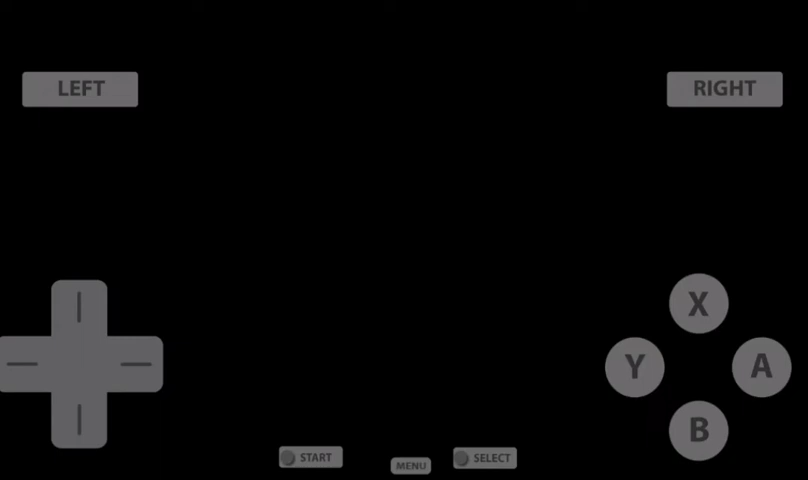 LEFT
RIGHT
X
Y
A
B
START
MENU
SELECT